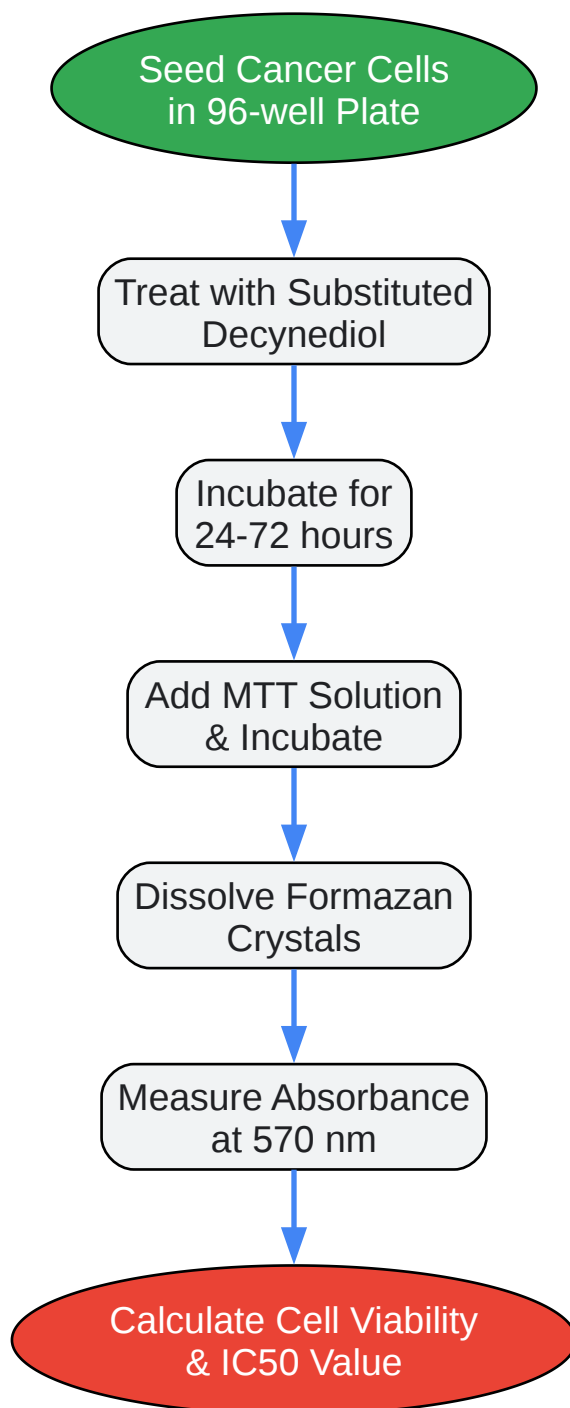 Seed Cancer Cells
in 96-well Plate
Treat with Substituted
Decynediol
Incubate for
24-72 hours
Add MTT Solution
& Incubate
Dissolve Formazan
Crystals
Measure Absorbance
at 570 nm
Calculate Cell Viability
& IC50 Value